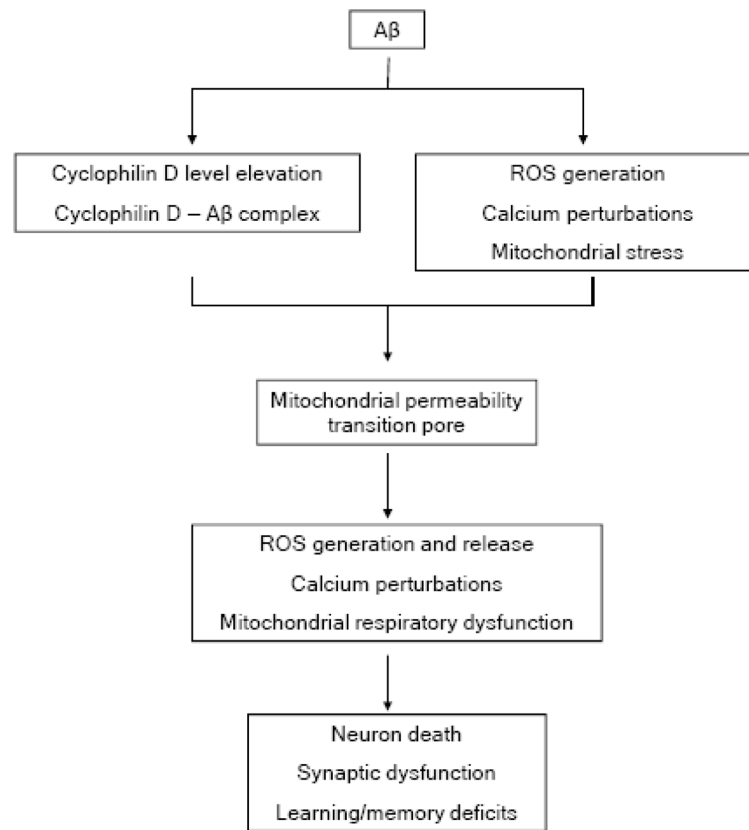 Aβ
Cyclophilin D level elevation
Cyclophilin D – Aβ complex
ROS generation
Calcium perturbations
Mitochondrial stress
Mitochondrial permeability
transition pore
ROS generation and release
Calcium perturbations
Mitochondrial respiratory dysfunction
Neuron death
Synaptic dysfunction
Learning/memory deficits